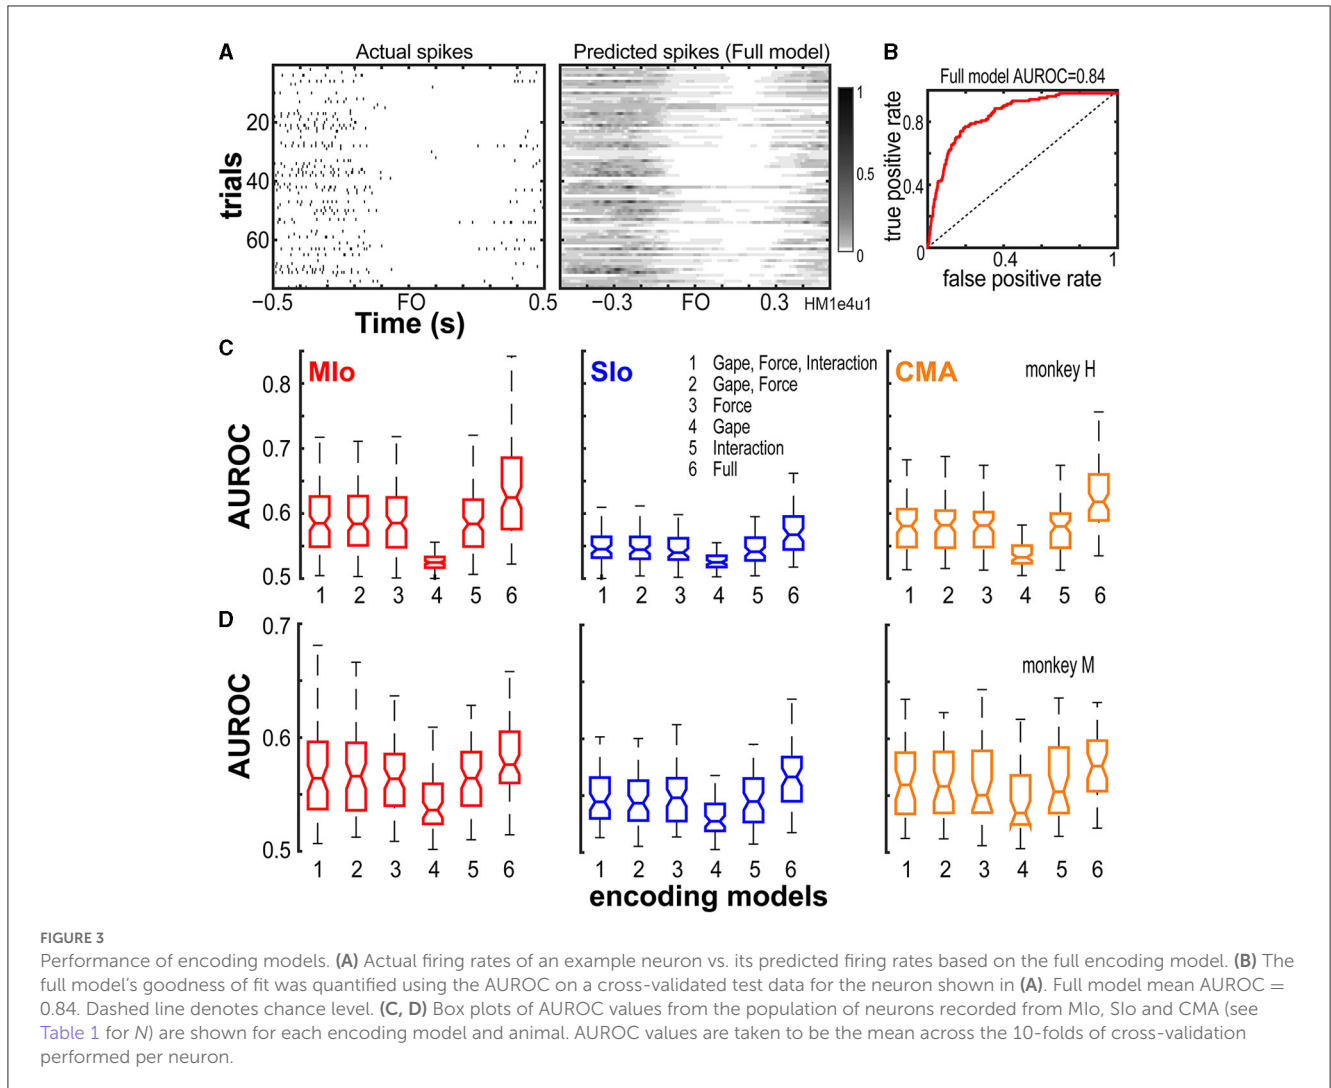 A
Actual spikes
Predicted spikes (Full model)
B
Full model AUROC=0.84
trials
20
40
60
−0.5
FO
0.5
Time (s)
−0.3
FO
0.3
HM1e4u1
1
0.5
0
true positive rate
0.8
0.4
0
0.4
1
false positive rate
C
MIo
SIo
CMA
monkey H
1 Gape, Force, Interaction
2 Gape, Force
3 Force
4 Gape
5 Interaction
6 Full
AUROC
0.8
0.7
0.6
0.5
1 2 3 4 5 6
1 2 3 4 5 6
1 2 3 4 5 6
D
monkey M
AUROC
0.7
0.6
0.5
1 2 3 4 5 6
1 2 3 4 5 6
1 2 3 4 5 6
encoding models
FIGURE 3
Performance of encoding models. (A) Actual firing rates of an example neuron vs. its predicted firing rates based on the full encoding model. (B) The
full model's goodness of fit was quantified using the AUROC on a cross-validated test data for the neuron shown in (A). Full model mean AUROC =
0.84. Dashed line denotes chance level. (C, D) Box plots of AUROC values from the population of neurons recorded from MIo, SIo and CMA (see
Table 1 for N) are shown for each encoding model and animal. AUROC values are taken to be the mean across the 10-folds of cross-validation
performed per neuron.